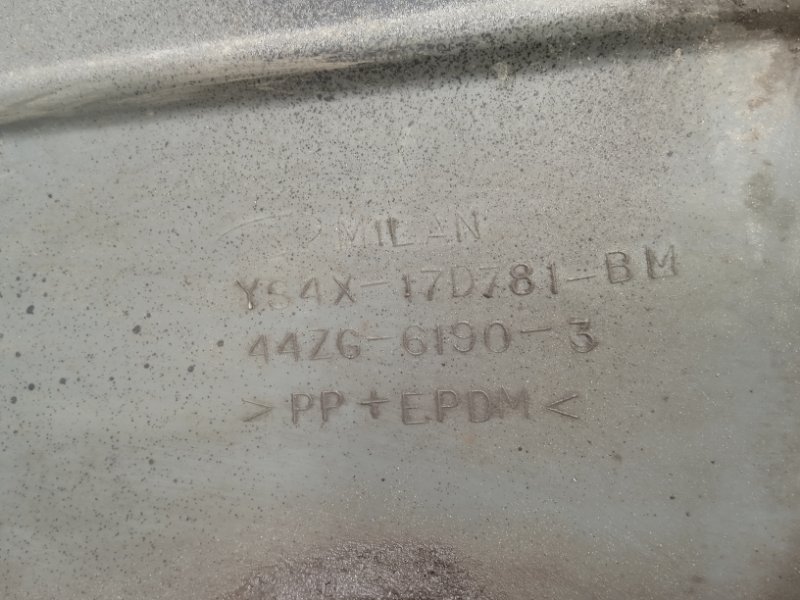 MILAN
YS4X-17D781-BM
44ZG-6190-3
>PP+EPDM<